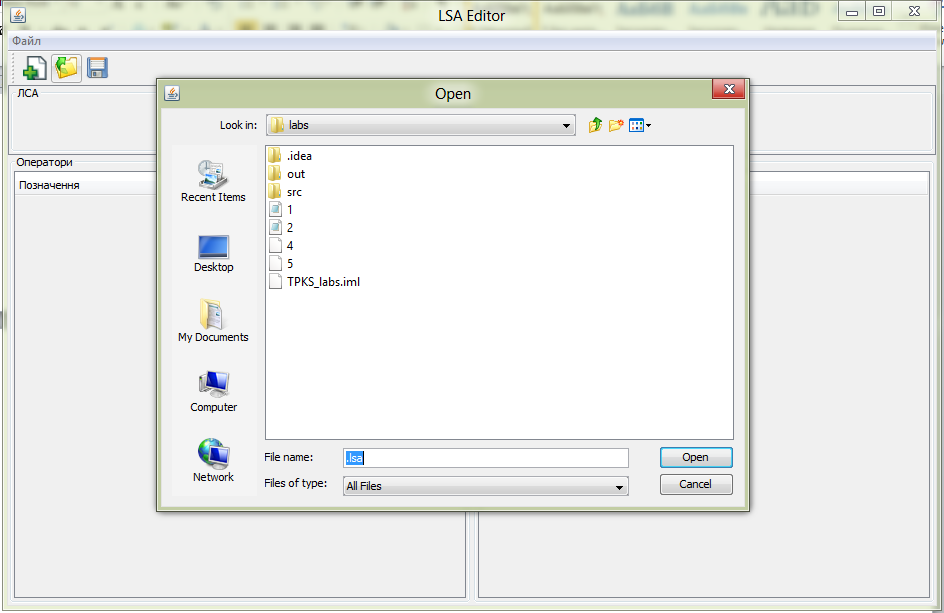 LSA Editor
Файл
ЛСА
Оператори
Позначення
Open
Look in:
labs
Recent Items
Desktop
My Documents
Computer
Network
.idea
out
src
1
2
4
5
TPKS_labs.iml
File name:
.lsa
Open
Files of type:
All Files
Cancel